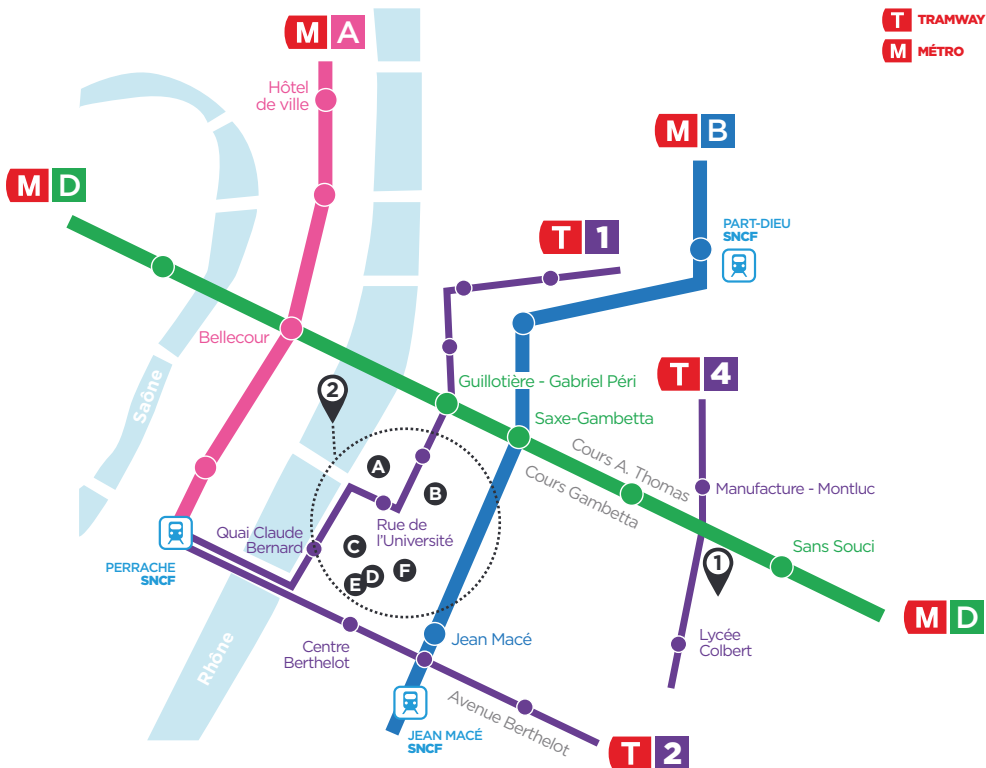 M A
T TRAMWAY
M MÉTRO
Hôtel
de ville
M B
M D
T 1
PART-DIEU
SNCF
Bellecour
Saône
2
Guillotière - Gabriel Péri
T 4
Saxe-Gambetta
Cours A. Thomas
Cours Gambetta
A
B
Manufacture - Montluc
Quai Claude
Bernard
Rue de
l'Université
C
D
E
F
Sans Souci
1
PERRACHE
SNCF
M D
Rhône
Centre
Berthelot
Jean Macé
Lycée
Colbert
Avenue Berthelot
JEAN MACÉ
SNCF
T 2